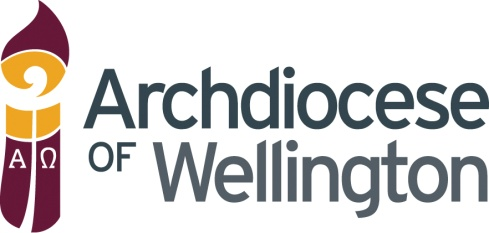 Archdiocese
OF Wellington
ΑΩ